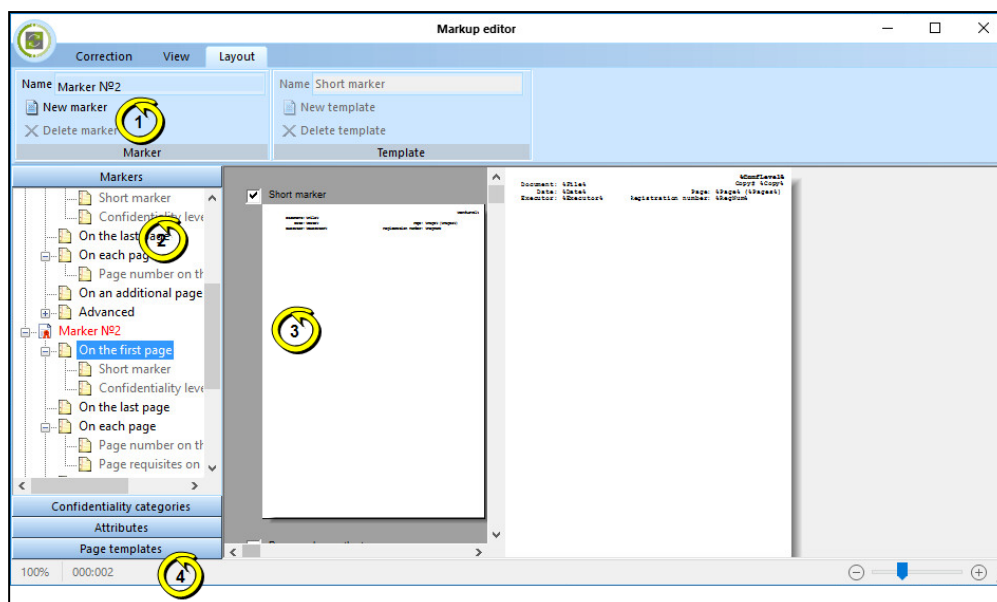 Markup editor
Correction View Layout
Name Marker №2
New marker
Delete marker
Marker
1
Name Short marker
New template
Delete template
Template
Markers
Short marker
Confidentiality leve
On the last page
2
On each pag
Page number on th
On an additional page
Advanced
Marker №2
On the first page
Short marker
Confidentiality leve
On the last page
On each page
Page number on th
Page requisites on
Confidentiality categories
Attributes
Page templates
Short marker
3
%ConfLevel%
Document: %File% Copy# %Copy%
Date: %Date% Page: %Page% (%Pages%)
Executor: %Executor% Registration number: %RegNum%
100% 000:002
4